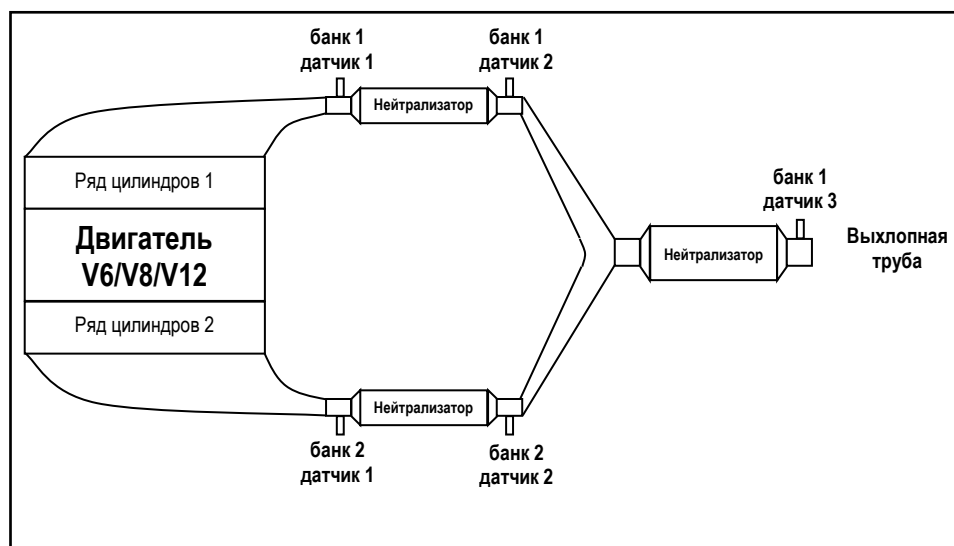 банк 1
датчик 1
банк 1
датчик 2
Нейтрализатор
Нейтрализатор
Ряд цилиндров 1
Двигатель
V6/V8/V12
Ряд цилиндров 2
банк 1
датчик 3
Нейтрализатор
Выхлопная
труба
банк 2
датчик 1
банк 2
датчик 2